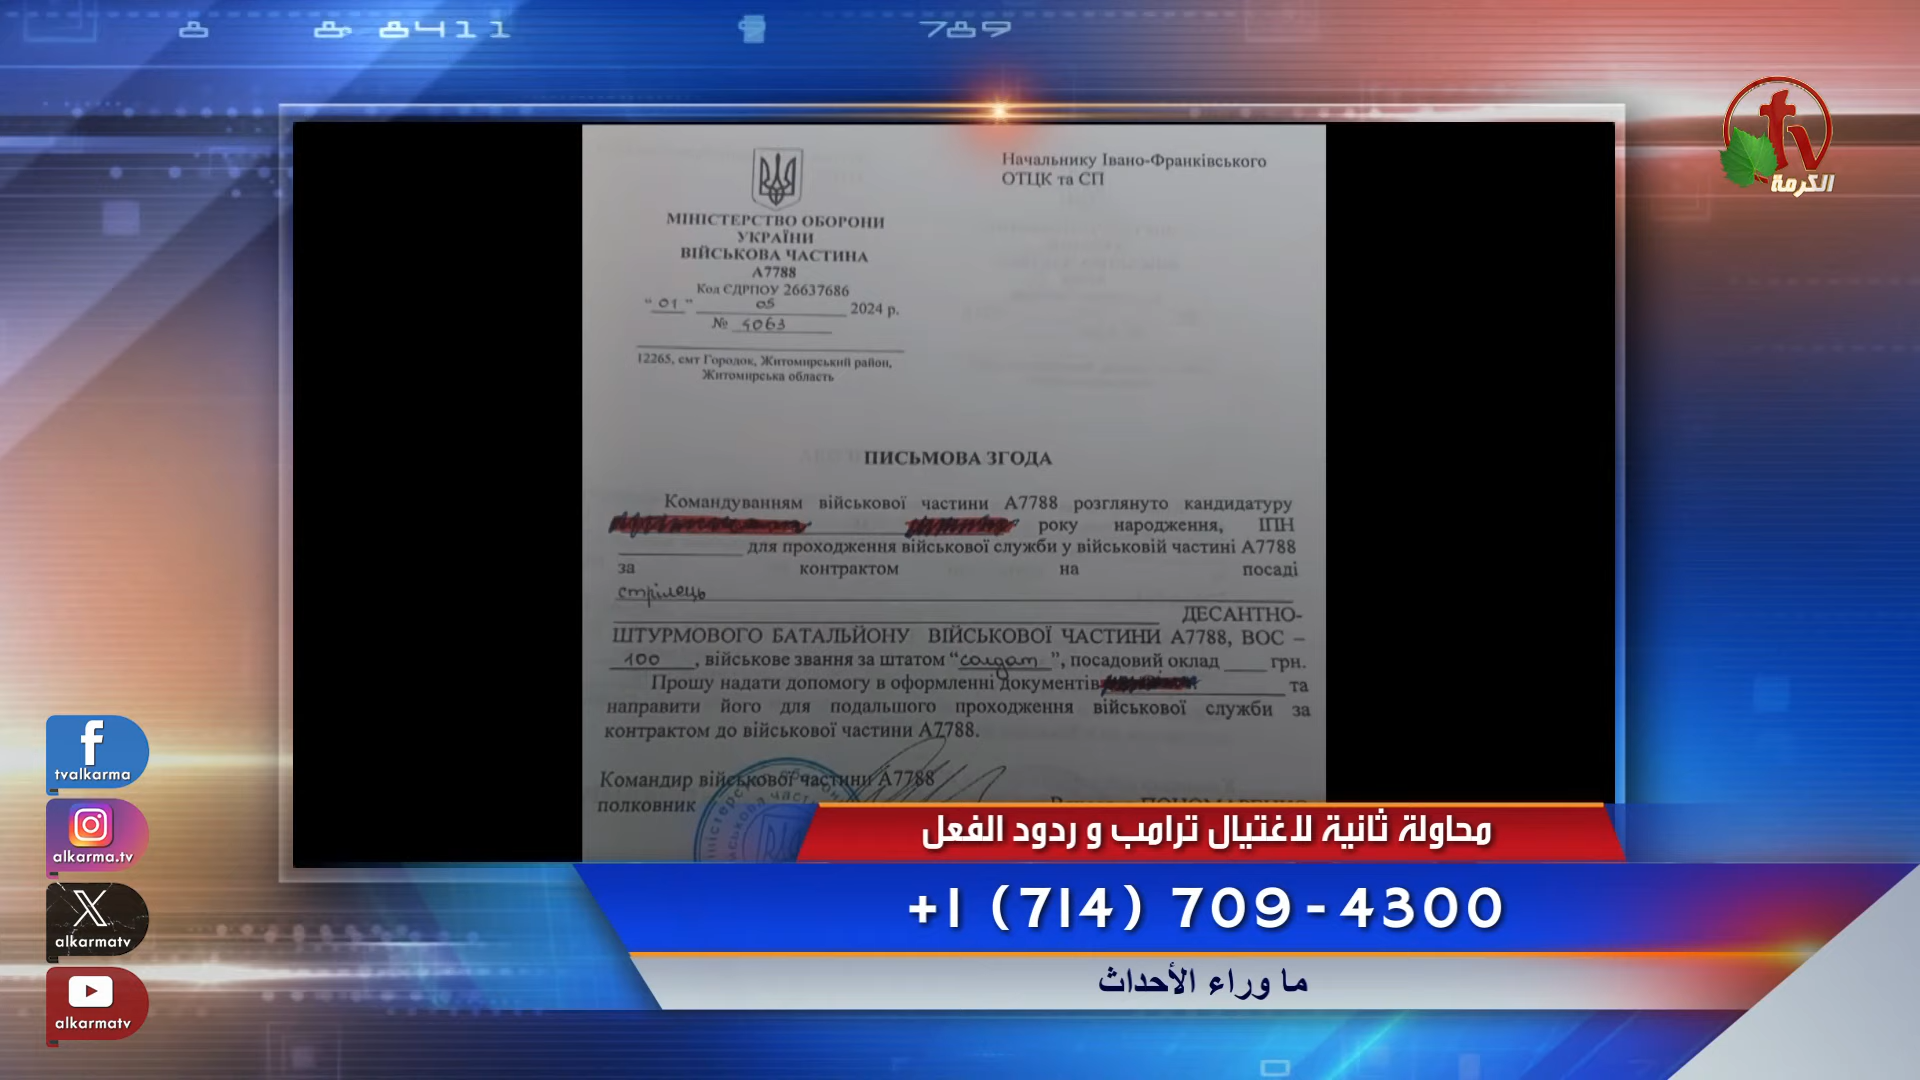 8411
789
tv
الكرمة
Начальнику Івано-Франківського
ОТЦК та СП
МІНІСТЕРСТВО ОБОРОНИ
УКРАЇНИ
ВІЙСЬКОВА ЧАСТИНА
А7788
Код ЄДРПОУ 26637686
“ 01 ” 05 2024 р.
№ 4063
12265, смт Городок, Житомирський район,
Житомирська область
ПИСЬМОВА ЗГОДА
Командуванням військової частини А7788 розглянуто кандидатуру
року народження, ІПН
для проходження військової служби у військовій частині А7788
за контрактом на посаді
стрілець
ДЕСАНТНО-
ШТУРМОВОГО БАТАЛЬЙОНУ ВІЙСЬКОВОЇ ЧАСТИНИ А7788, ВОС –
100 , військове звання за штатом “солдат”, посадовий оклад ____ грн.
Прошу надати допомогу в оформленні документів та
направити його для подальшого проходження військової служби за
контрактом до військової частини А7788.
Командир військової частини А7788
полковник
محاولة ثانية لاغتيال ترامب و ردود الفعل
+1 (714) 709-4300
ما وراء الأحداث
tvalkarma
alkarma.tv
alkarmatv
alkarmatv